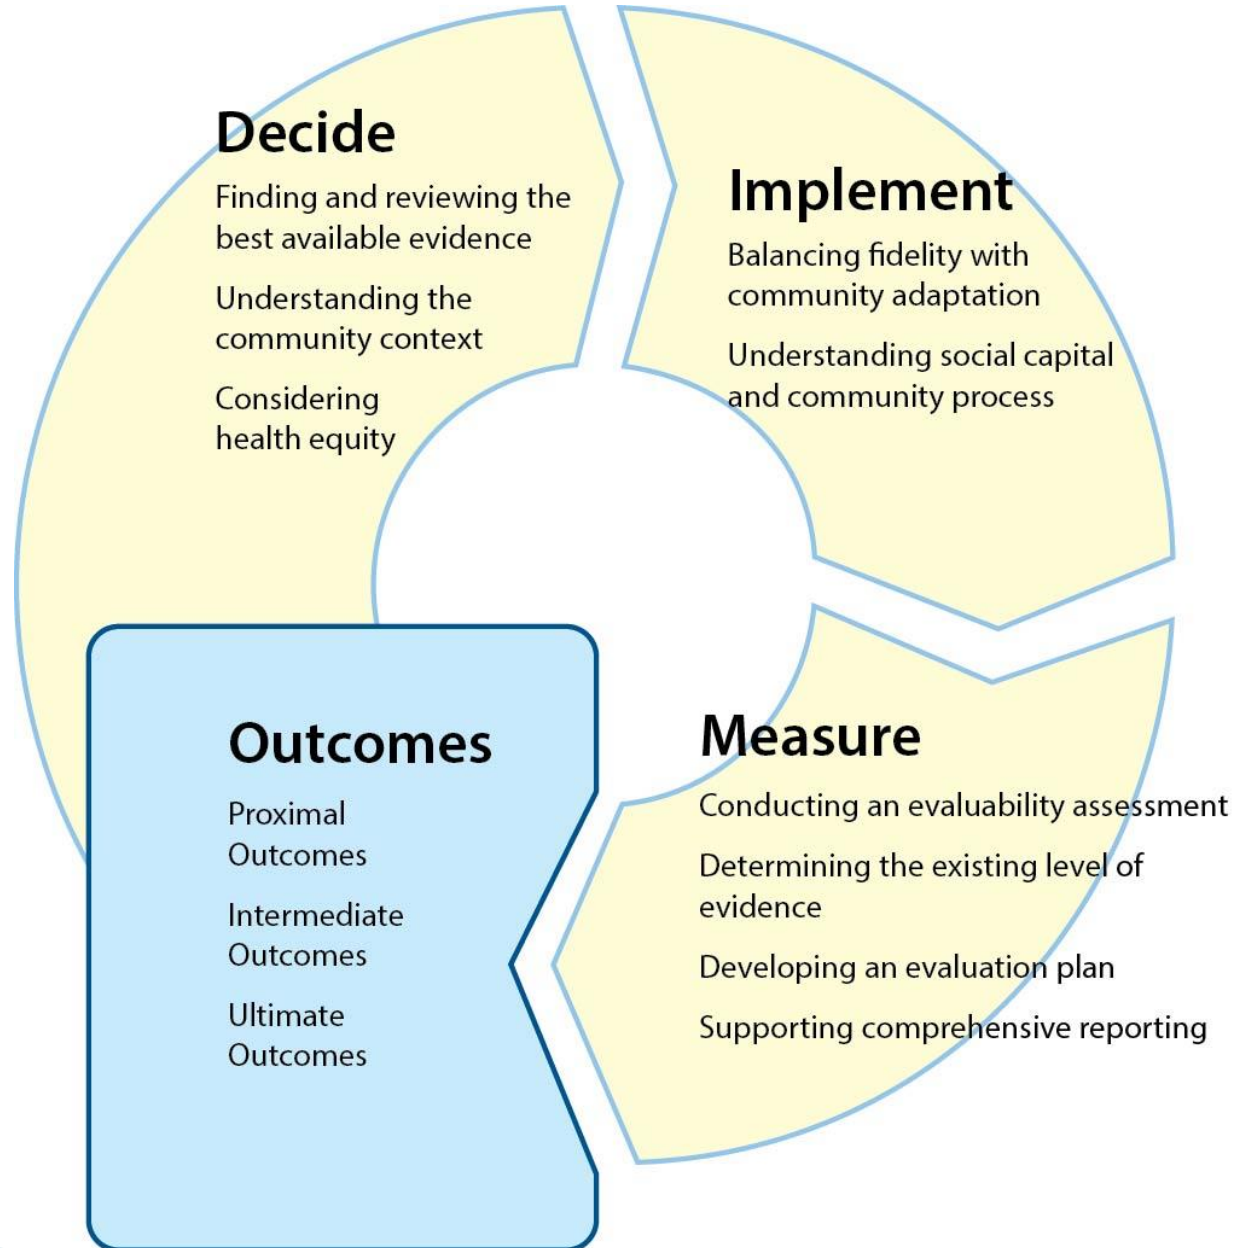 Decide
Finding and reviewing the
best available evidence
Understanding the
community context
Considering
health equity
Implement
Balancing fidelity with
community adaptation
Understanding social capital
and community process
Measure
Conducting an evaluability assessment
Determining the existing level of
evidence
Developing an evaluation plan
Supporting comprehensive reporting
Outcomes
Proximal
Outcomes
Intermediate
Outcomes
Ultimate
Outcomes